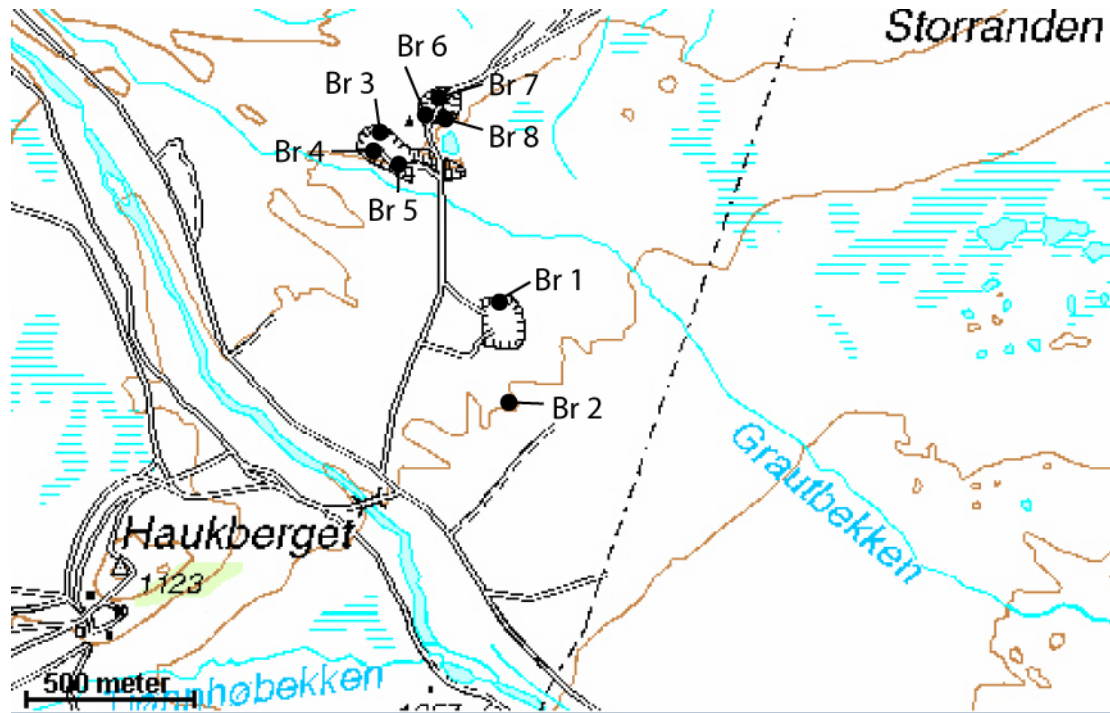 Storranden
Br 6
Br 7
Br 3
Br 8
Br 4
Br 5
Br 1
Br 2
Grautbekken
Haukberget
1123
500 meter